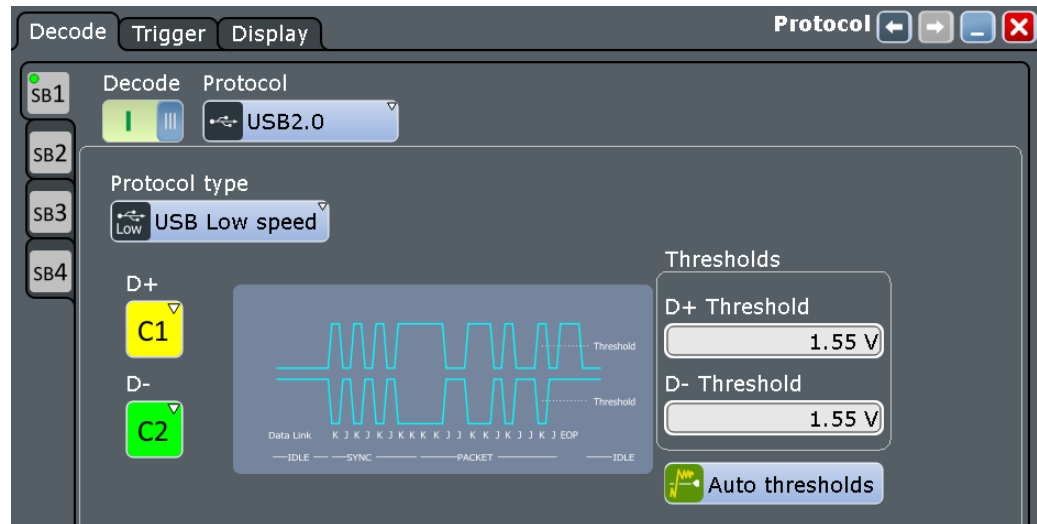 Decode Trigger Display Protocol
SB1
SB2
SB3
SB4
Decode Protocol
USB2.0
Protocol type
Low USB Low speed
D+
C1
D-
C2
Threshold
Threshold
Data Link K J K J K J K K K K J J K K J K J J K J EOP
IDLE SYNC PACKET IDLE
Thresholds
D+ Threshold
1.55 V
D- Threshold
1.55 V
Auto thresholds